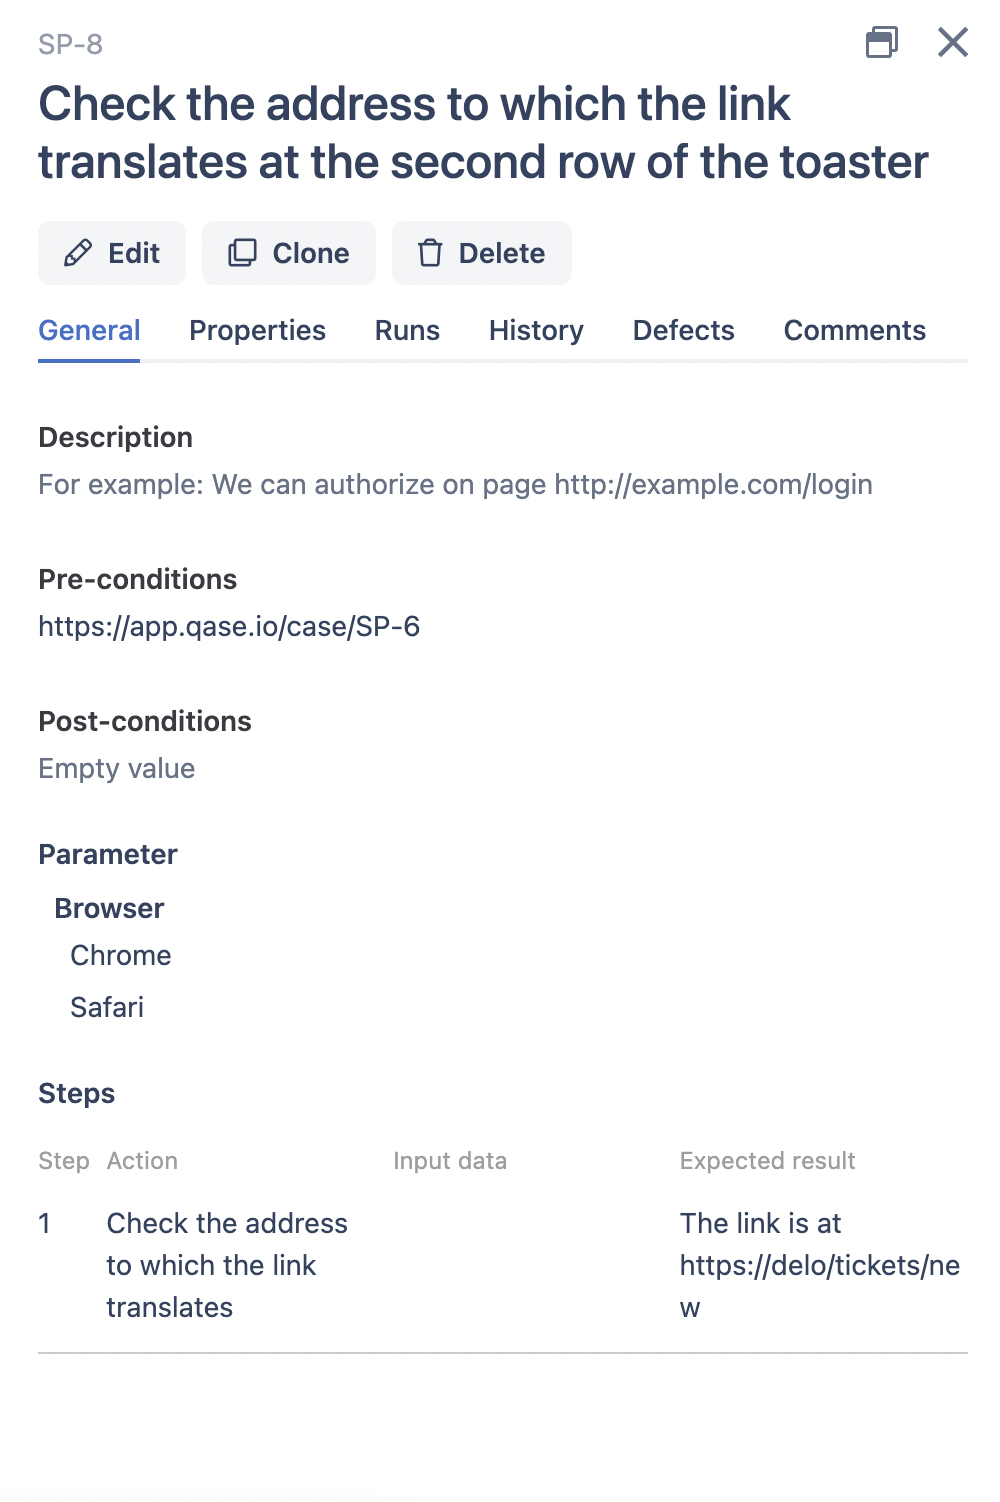 SP-8
Check the address to which the link
translates at the second row of the toaster
Edit Clone Delete
General Properties Runs History Defects Comments
Description
For example: We can authorize on page http://example.com/login
Pre-conditions
https://app.qase.io/case/SP-6
Post-conditions
Empty value
Parameter
Browser
Chrome
Safari
Steps
Step Action Input data Expected result
1 Check the address The link is at
to which the link https://delo/tickets/ne
translates w